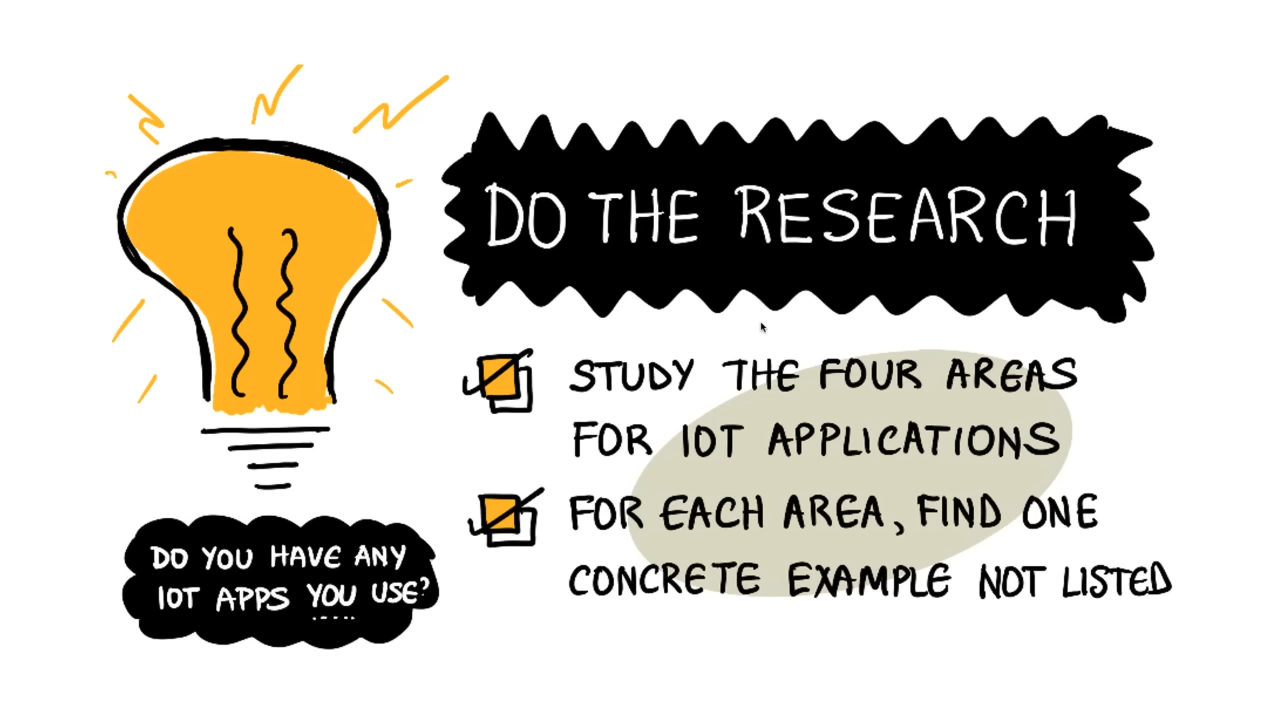 DO THE RESEARCH
STUDY THE FOUR AREAS
FOR IOT APPLICATIONS
FOR EACH AREA, FIND ONE
CONCRETE EXAMPLE NOT LISTED
DO YOU HAVE ANY
IOT APPS YOU USE?